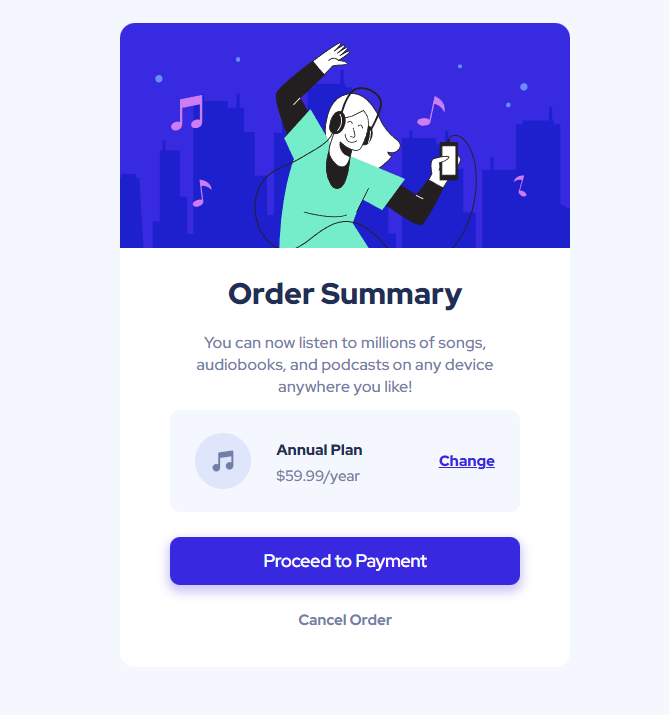 Order Summary
You can now listen to millions of songs,
audiobooks, and podcasts on any device
anywhere you like!
Annual Plan
$59.99/year
Change
Proceed to Payment
Cancel Order